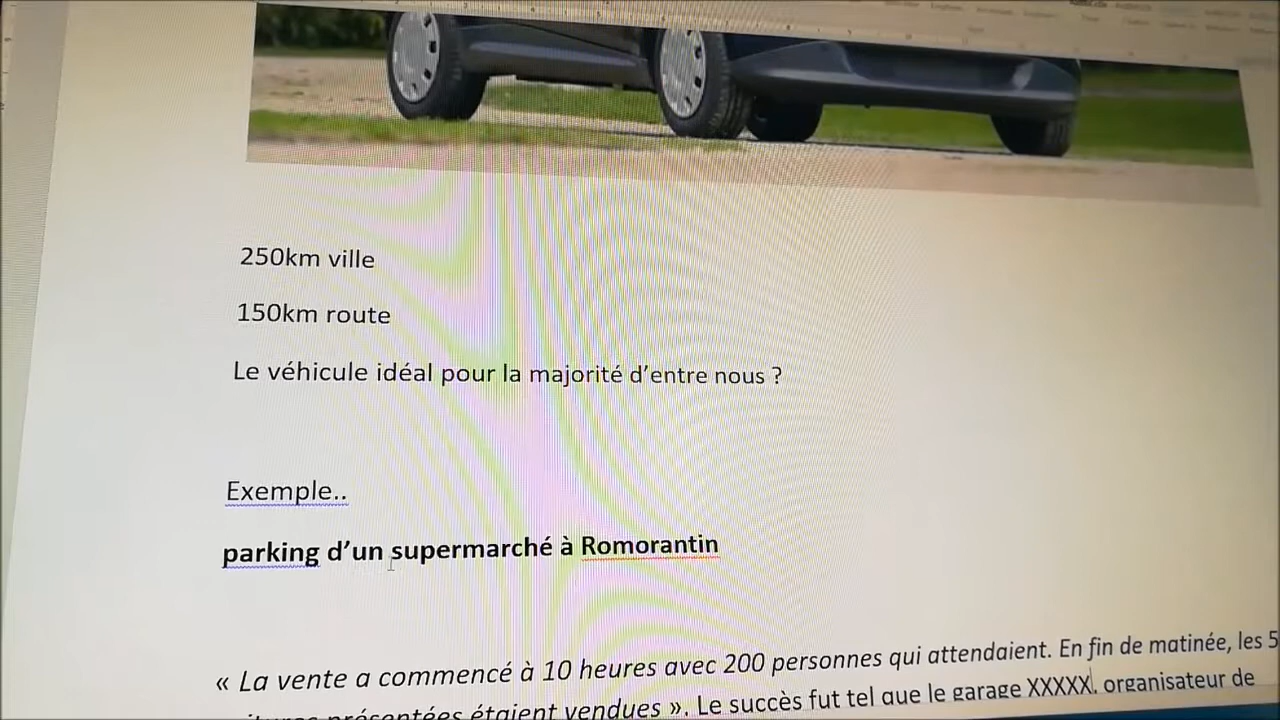 250km ville
150km route
Le véhicule idéal pour la majorité d’entre nous ?
Exemple..
parking d’un supermarché à Romorantin
« La vente a commencé à 10 heures avec 200 personnes qui attendaient. En fin de matinée, les 5
présentées étaient vendues ». Le succès fut tel que le garage XXXXX, organisateur de